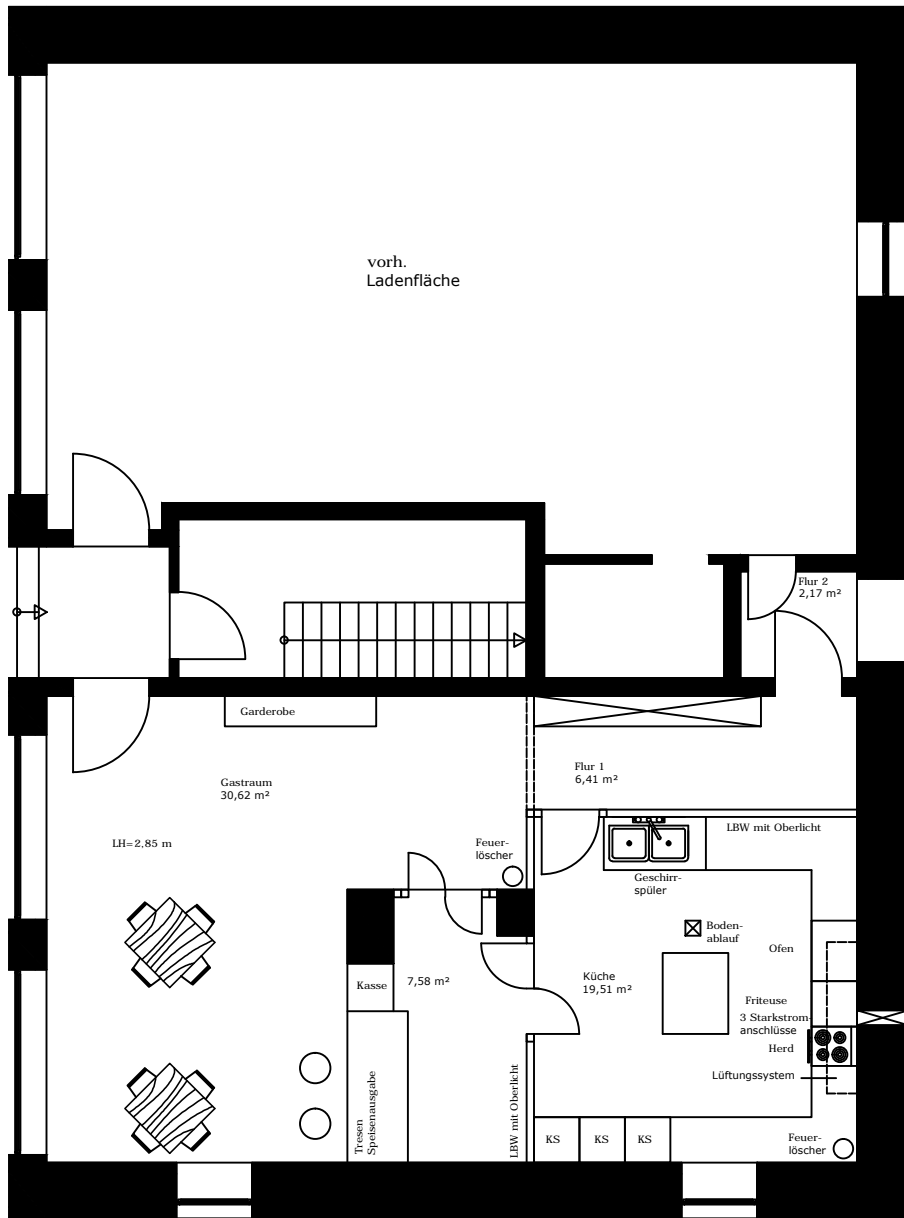 vorh.
Ladenfläche
Flur 2
2,17 m²
Garderobe
Gastraum
30,62 m²
Flur 1
6,41 m²
LH=2,85 m
Feuer-
löscher
LBW mit Oberlicht
Geschirr-
spüler
Boden-
ablauf
Ofen
Kasse
7,58 m²
Küche
19,51 m²
Friteuse
3 Starkstrom-
anschlüsse
Herd
Lüftungssystem
Tresen
Speisenausgabe
LBW mit Oberlicht
KS
KS
KS
Feuer-
löscher